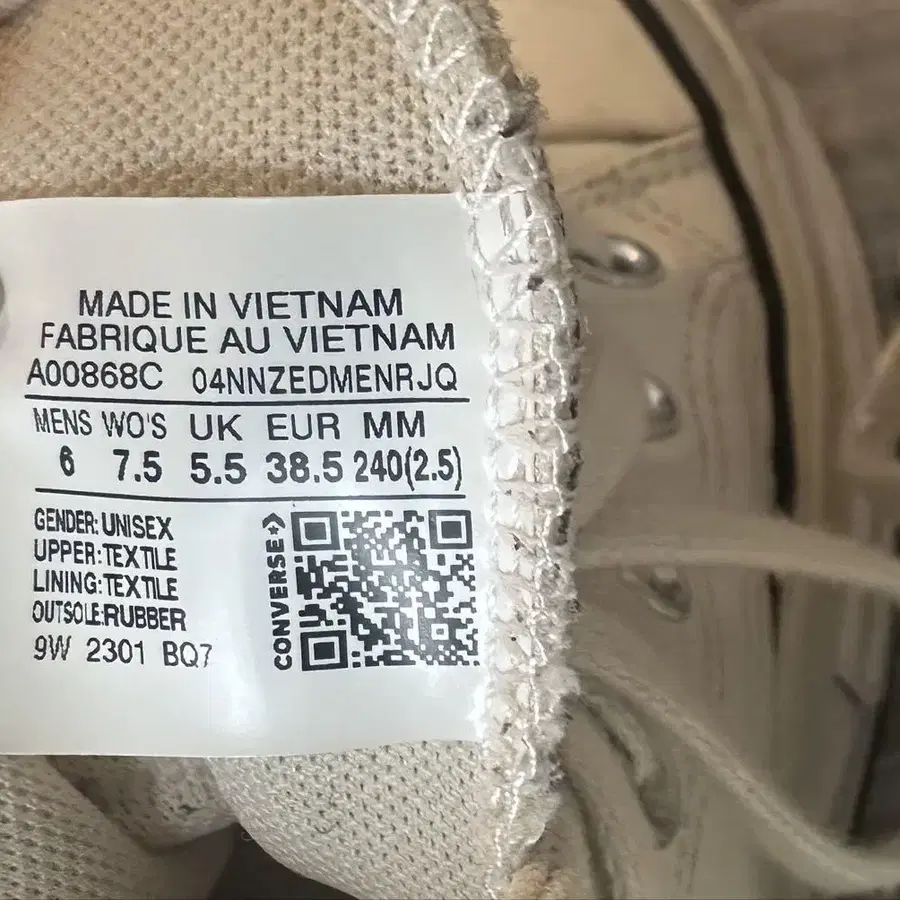 MADE IN VIETNAM
FABRIQUE AU VIETNAM
A00868C 04NNZEDMENRJQ
MENS WO'S UK EUR MM
6 7.5 5.5 38.5 240(2.5)
GENDER: UNISEX
UPPER: TEXTILE
LINING: TEXTILE
OUTSOLE: RUBBER
9W 2301 BQ7
CONVERSE